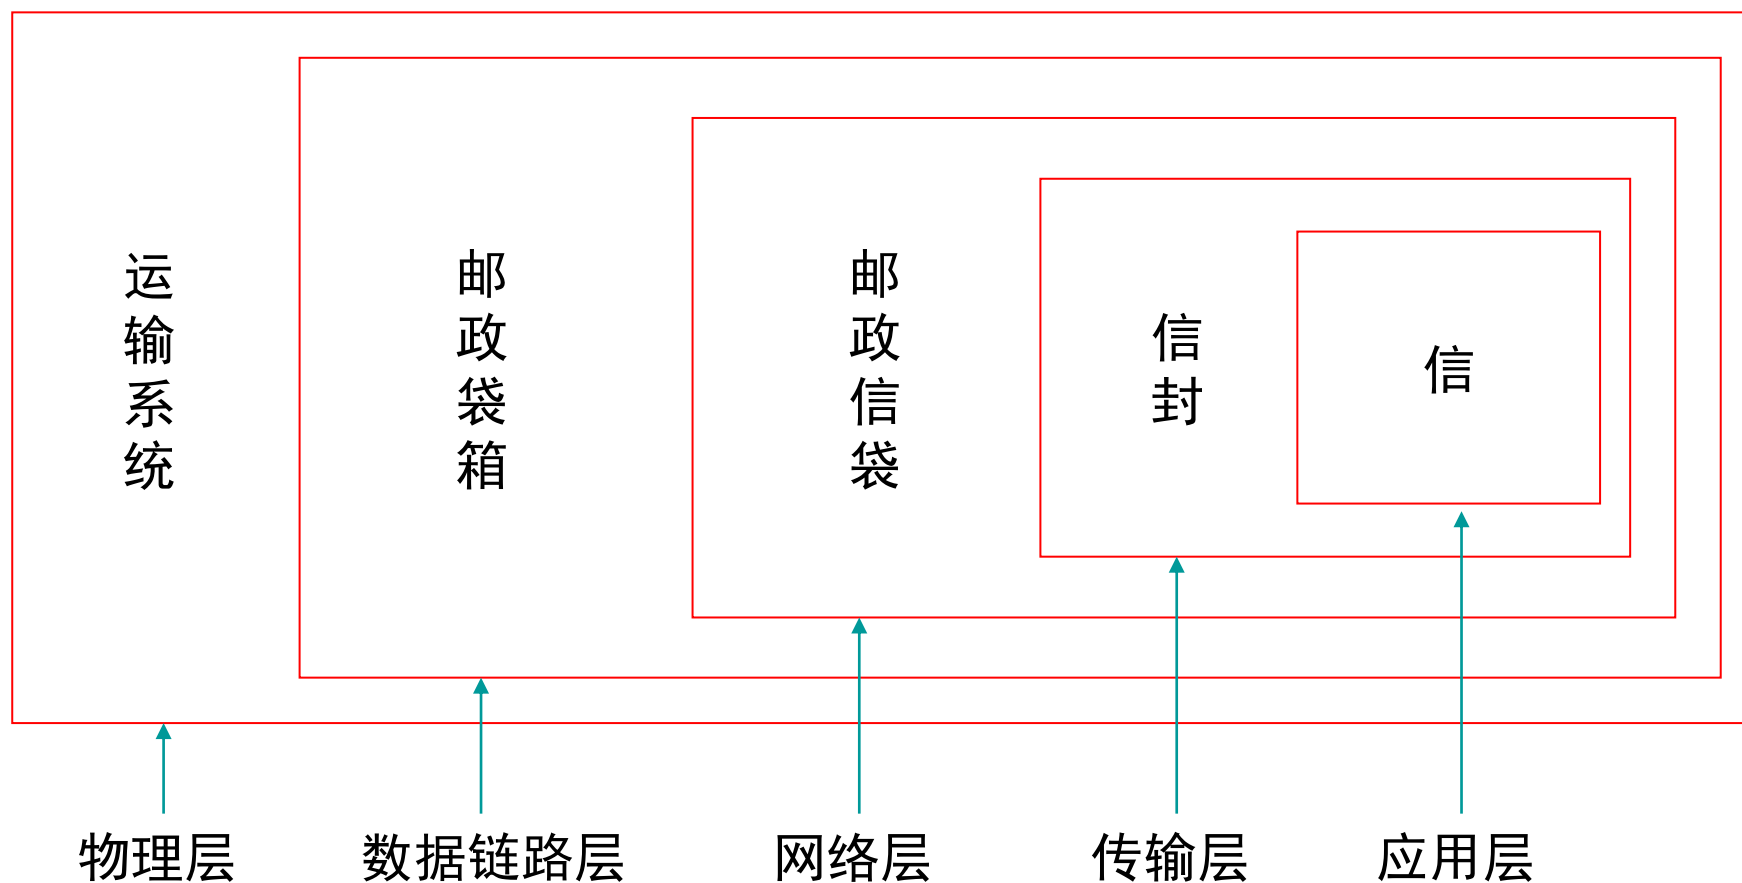 运输系统
邮政袋箱
邮政信袋
信封
信
物理层
数据链路层
网络层
传输层
应用层